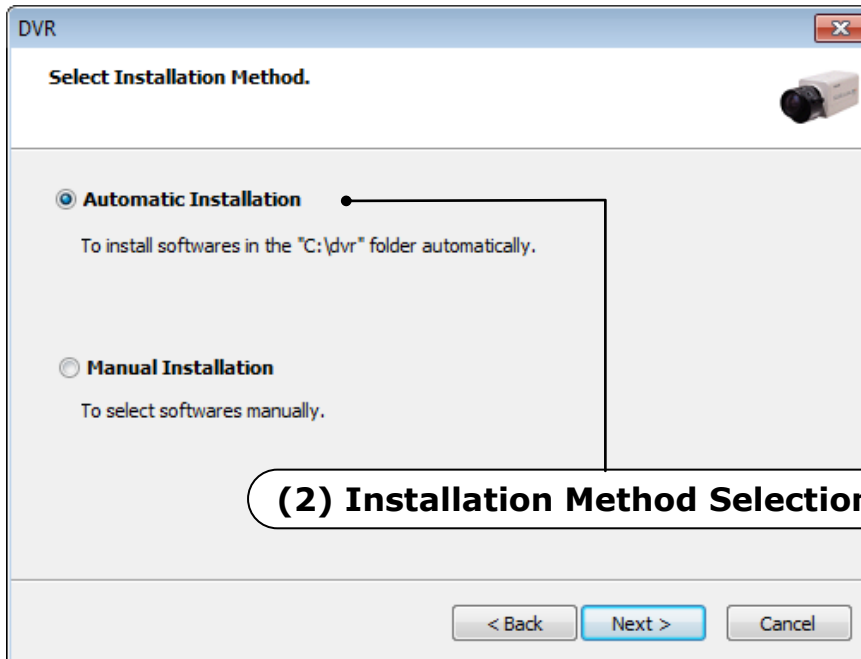 DVR
Select Installation Method.
Automatic Installation
To install softwares in the "C:\dvr" folder automatically.
Manual Installation
To select softwares manually.
(2) Installation Method Selection
< Back Next > Cancel